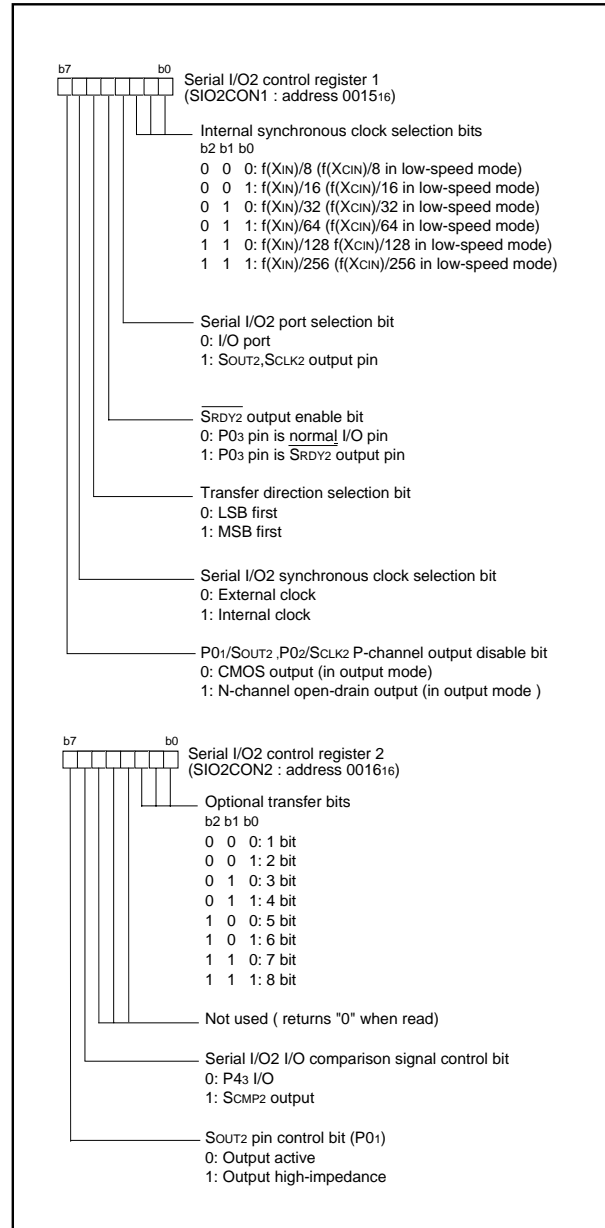 b7 b0
Serial I/O2 control register 1
(SIO2CON1 : address 001516)
Internal synchronous clock selection bits
b2 b1 b0
0 0 0: f(XIN)/8 (f(XCIN)/8 in low-speed mode)
0 0 1: f(XIN)/16 (f(XCIN)/16 in low-speed mode)
0 1 0: f(XIN)/32 (f(XCIN)/32 in low-speed mode)
0 1 1: f(XIN)/64 (f(XCIN)/64 in low-speed mode)
1 1 0: f(XIN)/128 f(XCIN)/128 in low-speed mode)
1 1 1: f(XIN)/256 (f(XCIN)/256 in low-speed mode)
Serial I/O2 port selection bit
0: I/O port
1: SOUT2,SCLK2 output pin
SRDY2 output enable bit
0: P03 pin is normal I/O pin
1: P03 pin is SRDY2 output pin
Transfer direction selection bit
0: LSB first
1: MSB first
Serial I/O2 synchronous clock selection bit
0: External clock
1: Internal clock
P01/SOUT2 ,P02/SCLK2 P-channel output disable bit
0: CMOS output (in output mode)
1: N-channel open-drain output (in output mode )
b7 b0
Serial I/O2 control register 2
(SIO2CON2 : address 001616)
Optional transfer bits
b2 b1 b0
0 0 0: 1 bit
0 0 1: 2 bit
0 1 0: 3 bit
0 1 1: 4 bit
1 0 0: 5 bit
1 0 1: 6 bit
1 1 0: 7 bit
1 1 1: 8 bit
Not used ( returns "0" when read)
Serial I/O2 I/O comparison signal control bit
0: P43 I/O
1: SCMP2 output
SOUT2 pin control bit (P01)
0: Output active
1: Output high-impedance